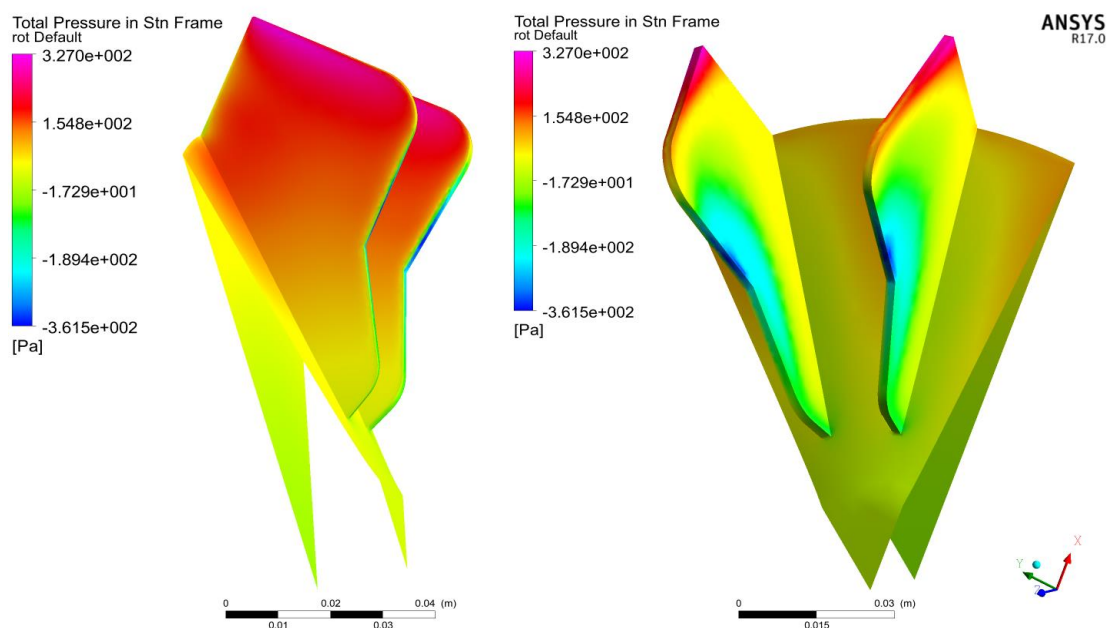 Total Pressure in Stn Frame
rot Default
3.270e+002
1.548e+002
-1.729e+001
-1.894e+002
-3.615e+002
[Pa]
0 0.02 0.04 (m)
0.01 0.03
Total Pressure in Stn Frame
rot Default
3.270e+002
1.548e+002
-1.729e+001
-1.894e+002
-3.615e+002
[Pa]
0 0.03 (m)
0.015
ANSYS
R17.0
X
Y
Z